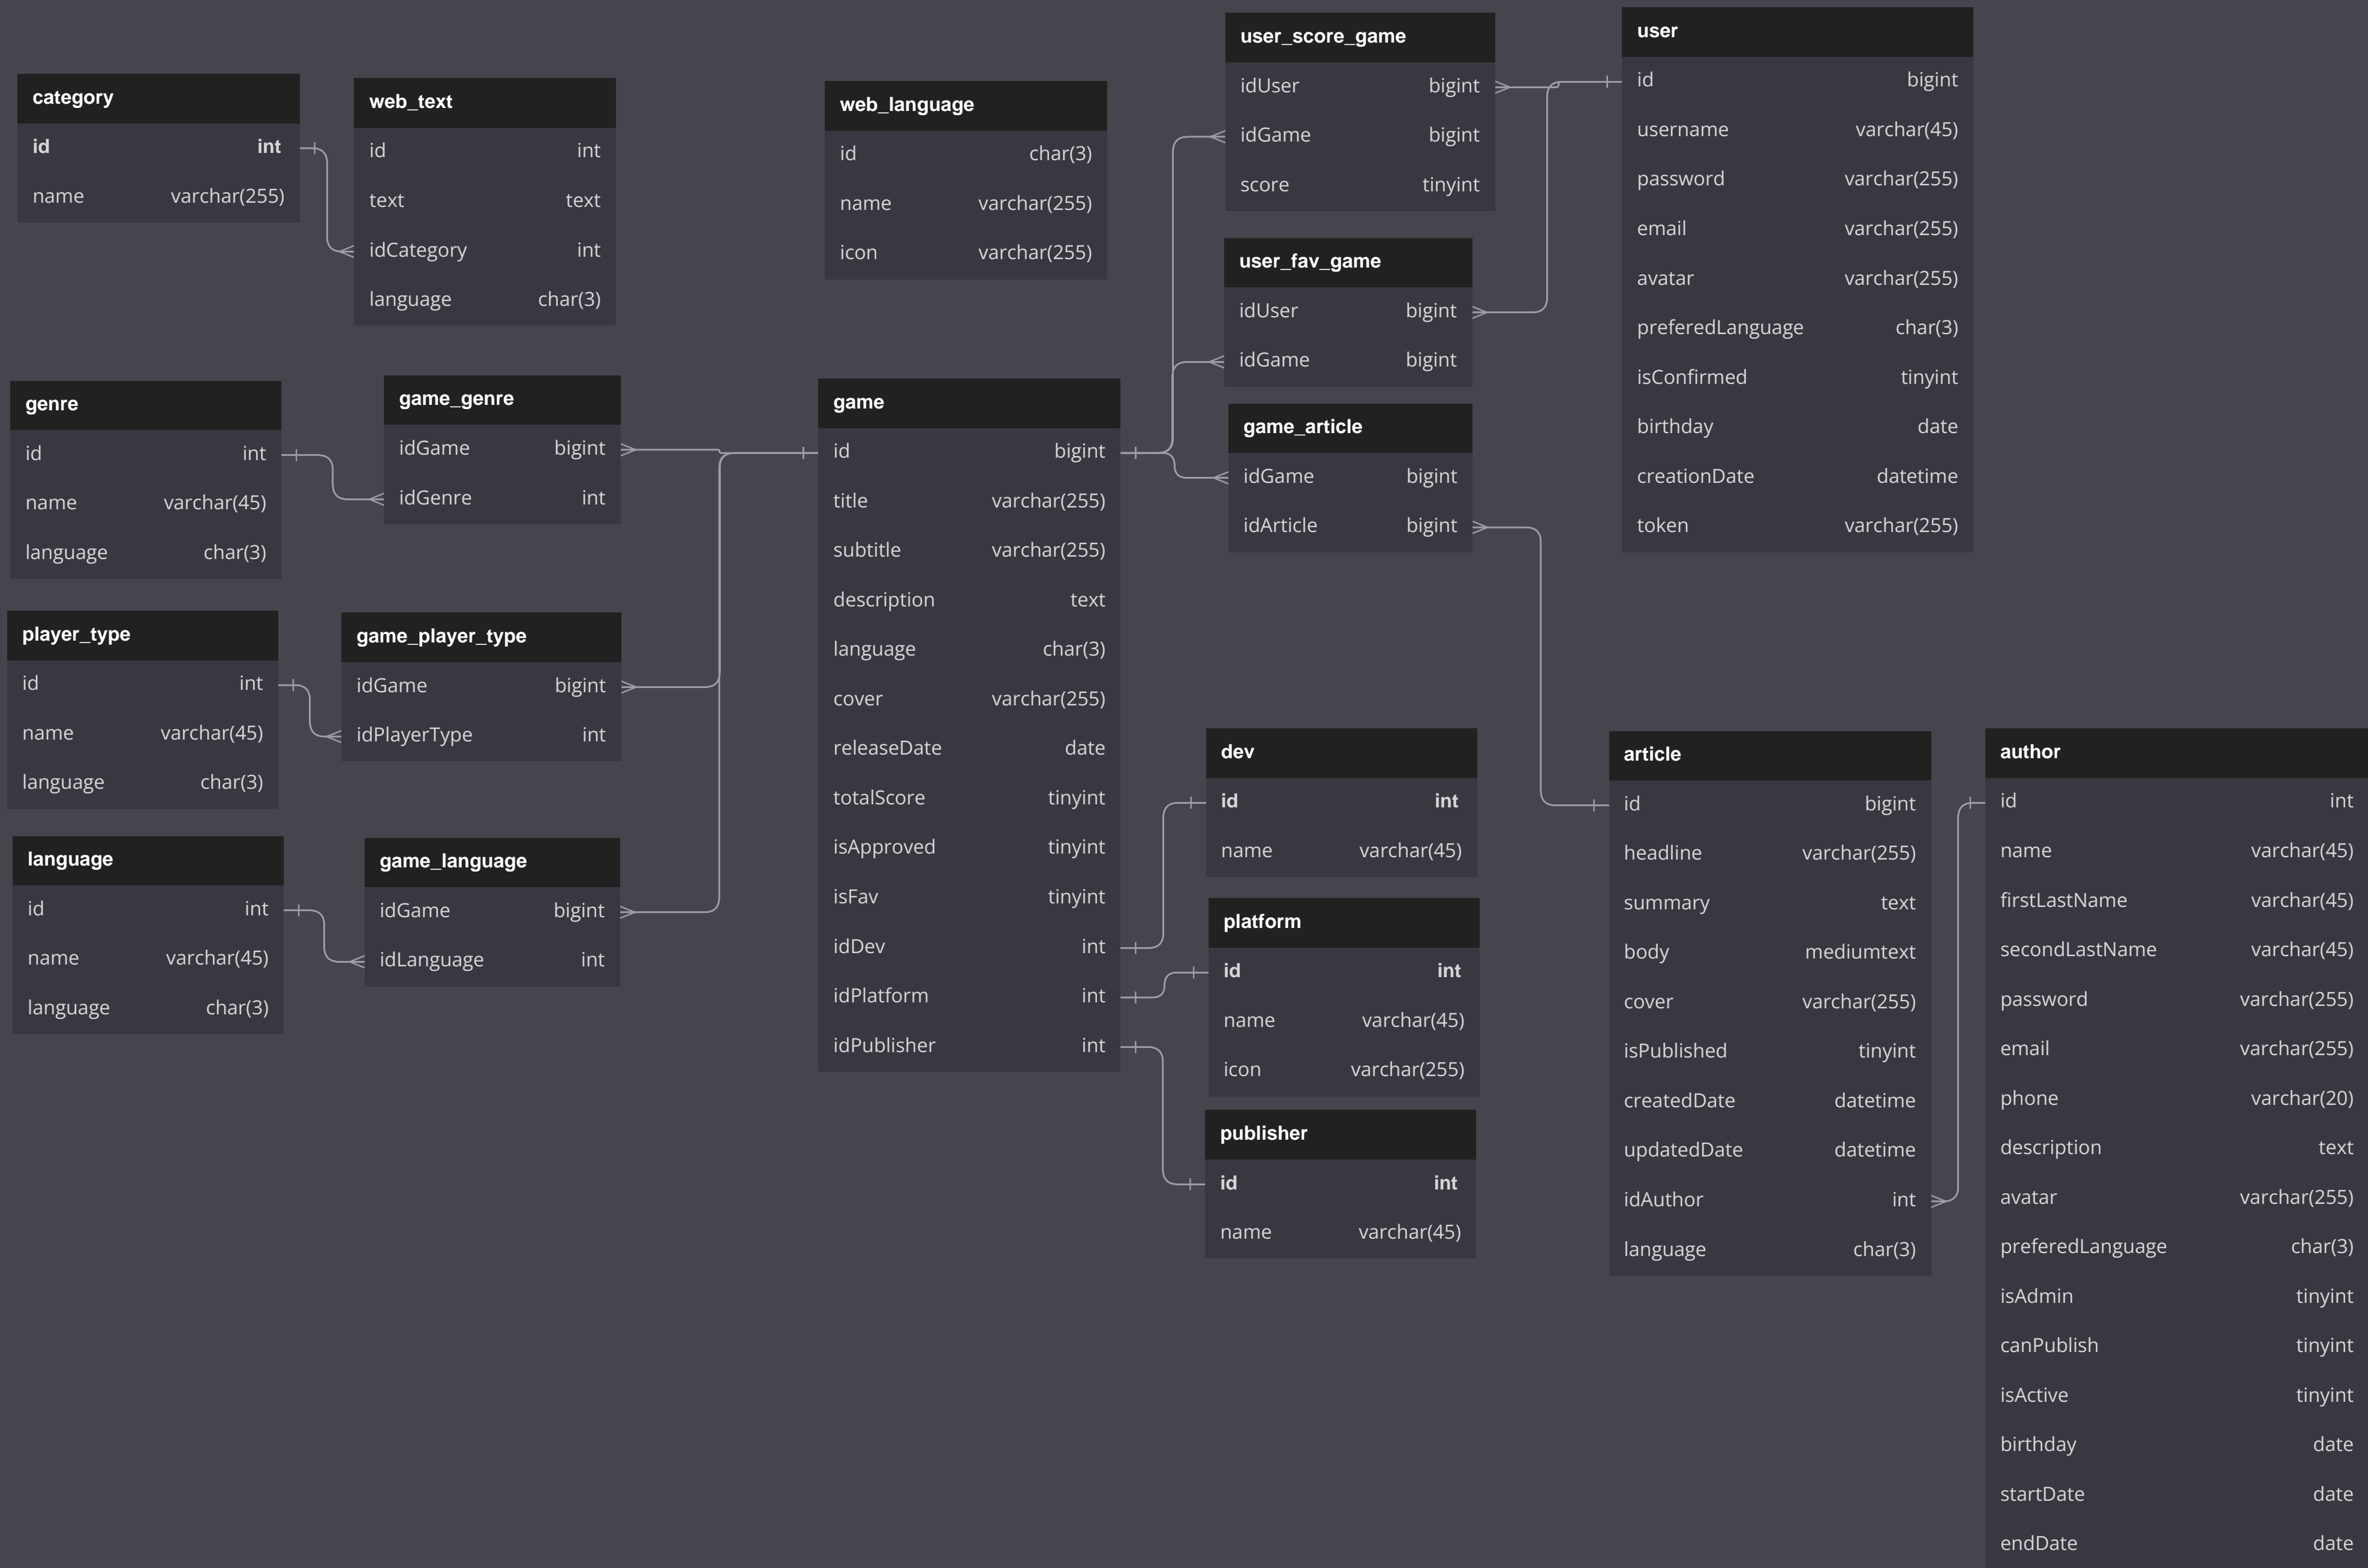 category
id int
name varchar(255)
web_text
id int
text text
idCategory int
language char(3)
web_language
id char(3)
name varchar(255)
icon varchar(255)
user_score_game
idUser bigint
idGame bigint
score tinyint
user
id bigint
username varchar(45)
password varchar(255)
email varchar(255)
avatar varchar(255)
preferedLanguage char(3)
isConfirmed tinyint
birthday date
creationDate datetime
token varchar(255)
user_fav_game
idUser bigint
idGame bigint
genre
id int
name varchar(45)
language char(3)
game_genre
idGame bigint
idGenre int
game
id bigint
title varchar(255)
subtitle varchar(255)
description text
language char(3)
cover varchar(255)
releaseDate date
totalScore tinyint
isApproved tinyint
isFav tinyint
idDev int
idPlatform int
idPublisher int
game_article
idGame bigint
idArticle bigint
player_type
id int
name varchar(45)
language char(3)
game_player_type
idGame bigint
idPlayerType int
language
id int
name varchar(45)
language char(3)
game_language
idGame bigint
idLanguage int
dev
id int
name varchar(45)
platform
id int
name varchar(45)
icon varchar(255)
publisher
id int
name varchar(45)
article
id bigint
headline varchar(255)
summary text
body mediumtext
cover varchar(255)
isPublished tinyint
createdDate datetime
updatedDate datetime
idAuthor int
language char(3)
author
id int
name varchar(45)
firstLastName varchar(45)
secondLastName varchar(45)
password varchar(255)
email varchar(255)
phone varchar(20)
description text
avatar varchar(255)
preferedLanguage char(3)
isAdmin tinyint
canPublish tinyint
isActive tinyint
birthday date
startDate date
endDate date